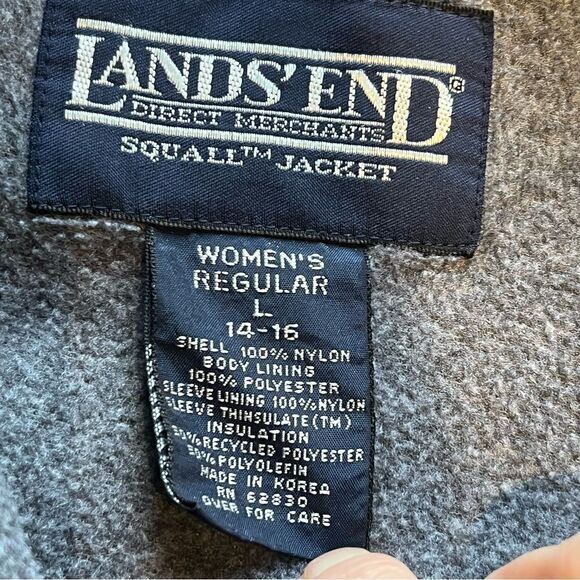 LANDS' END®
DIRECT MERCHANTS
SQUALL™ JACKET
WOMEN'S
REGULAR
L
14-16
SHELL 100% NYLON
BODY LINING
100% POLYESTER
SLEEVE LINING 100% NYLON
SLEEVE THINSULATE(TM)
INSULATION
% RECYCLED POLYESTER
% POLYOLEFIN
MADE IN KOREA
RN 62830
OVER FOR CARE